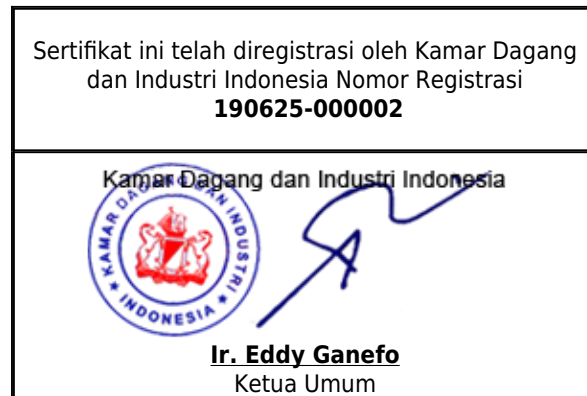 Sertifikat ini telah diregistrasi oleh Kamar Dagang
dan Industri Indonesia Nomor Registrasi
190625-000002
Kamar Dagang dan Industri Indonesia
KAMAR DAGANG DAN INDUSTRI
* INDONESIA *
Ir. Eddy Ganefo
Ketua Umum